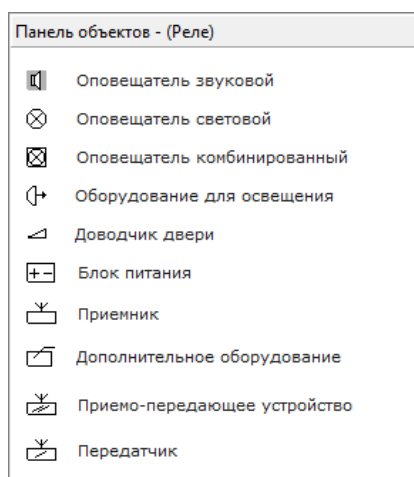 Панель объектов - (Реле)
Оповещатель звуковой
Оповещатель световой
Оповещатель комбинированный
Оборудование для освещения
Доводчик двери
Блок питания
Приемник
Дополнительное оборудование
Приемо-передающее устройство
Передатчик